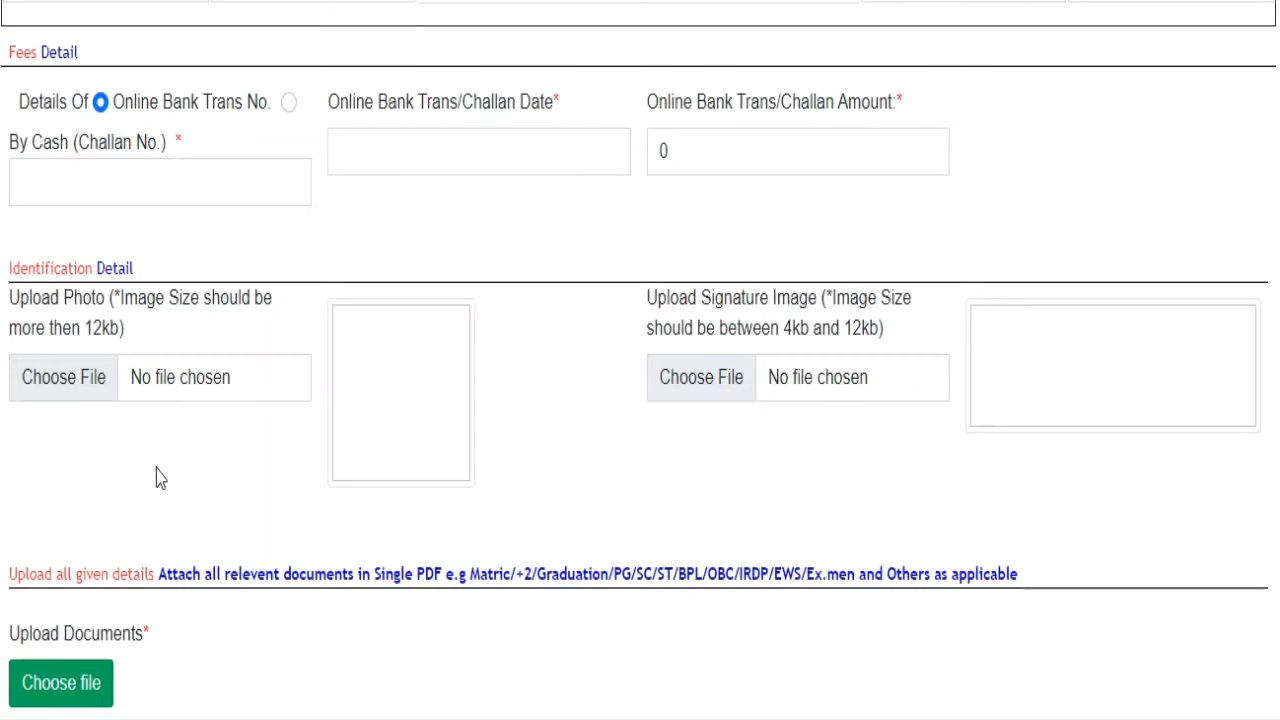 Fees Detail
Details Of Online Bank Trans No.
By Cash (Challan No.) *
Online Bank Trans/Challan Date*
Online Bank Trans/Challan Amount:*
0
Identification Detail
Upload Photo (*Image Size should be
more then 12kb)
Choose File No file chosen
Upload Signature Image (*Image Size
should be between 4kb and 12kb)
Choose File No file chosen
Upload all given details Attach all relevent documents in Single PDF e.g Matric/+2/Graduation/PG/SC/ST/BPL/OBC/IRDP/EWS/Ex.men and Others as applicable
Upload Documents*
Choose file